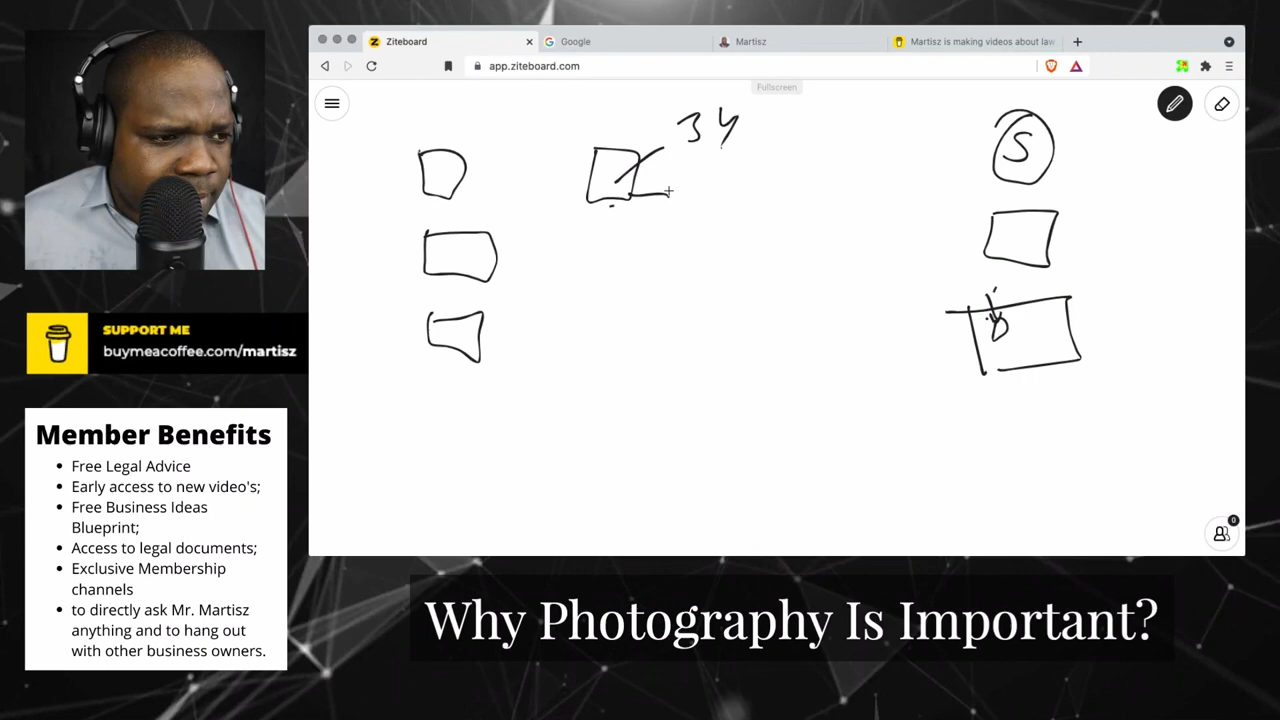 Ziteboard
Google
Martisz
Martisz is making videos about law
app.ziteboard.com
Fullscreen
3 4
S
0
SUPPORT ME
buymeacoffee.com/martisz
Member Benefits
Free Legal Advice
Early access to new video's;
Free Business Ideas
Blueprint;
Access to legal documents;
Exclusive Membership
channels
to directly ask Mr. Martisz
anything and to hang out
with other business owners.
Why Photography Is Important?